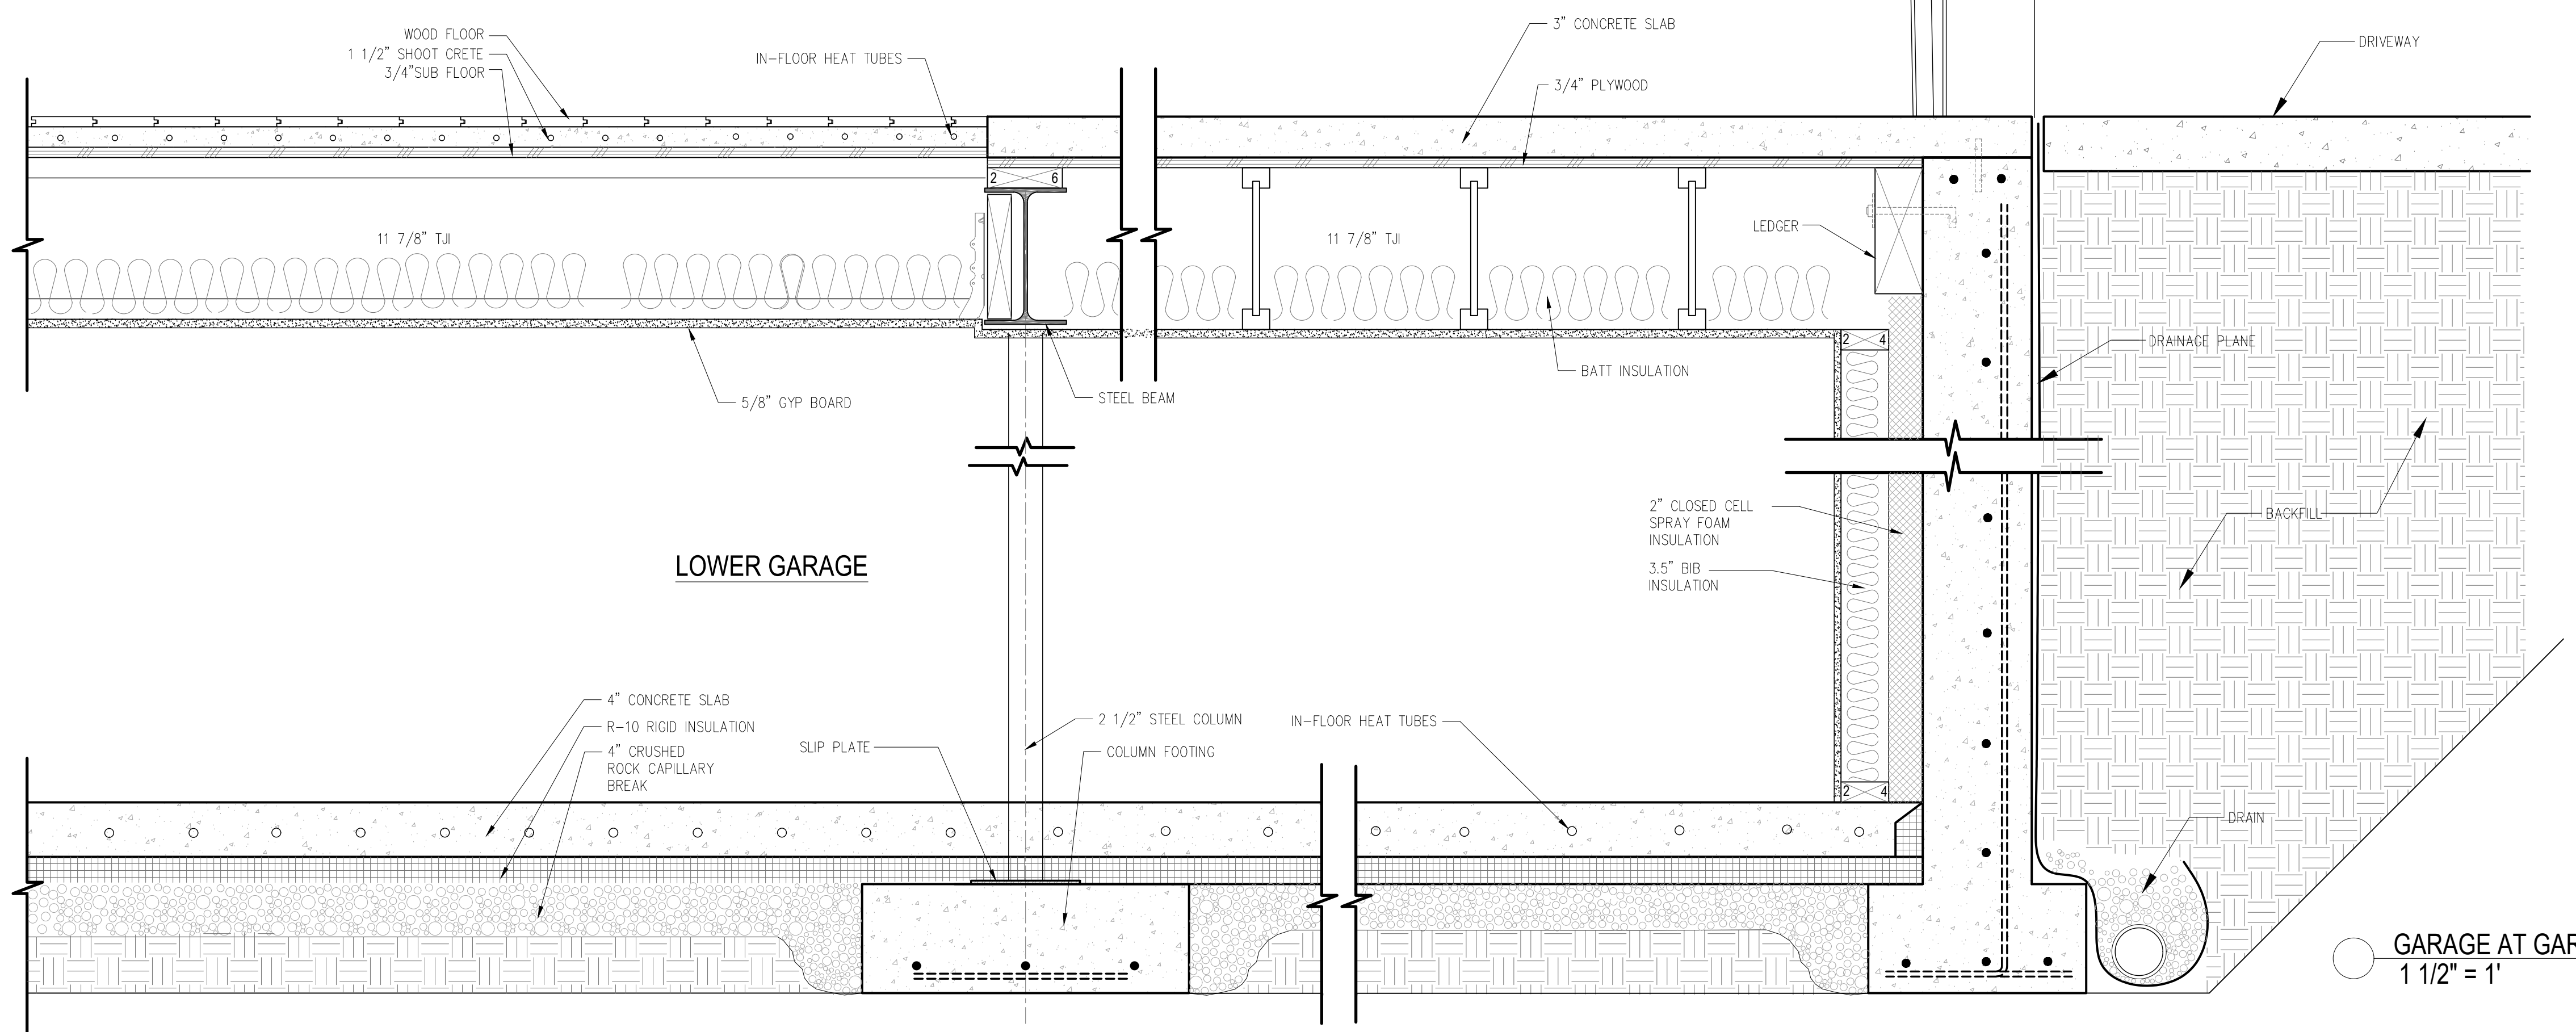 WOOD FLOOR
1 1/2" SHOOT CRETE
3/4"SUB FLOOR
IN-FLOOR HEAT TUBES
3" CONCRETE SLAB
3/4" PLYWOOD
DRIVEWAY
2 6
11 7/8" TJI
11 7/8" TJI
LEDGER
5/8" GYP BOARD
STEEL BEAM
BATT INSULATION
2 4
DRAINAGE PLANE
2" CLOSED CELL
SPRAY FOAM
INSULATION
3.5" BIB
INSULATION
BACKFILL
LOWER GARAGE
4" CONCRETE SLAB
R-10 RIGID INSULATION
4" CRUSHED
ROCK CAPILLARY
BREAK
SLIP PLATE
2 1/2" STEEL COLUMN
COLUMN FOOTING
IN-FLOOR HEAT TUBES
2 4
DRAIN
GARAGE AT GAR
1 1/2" = 1'